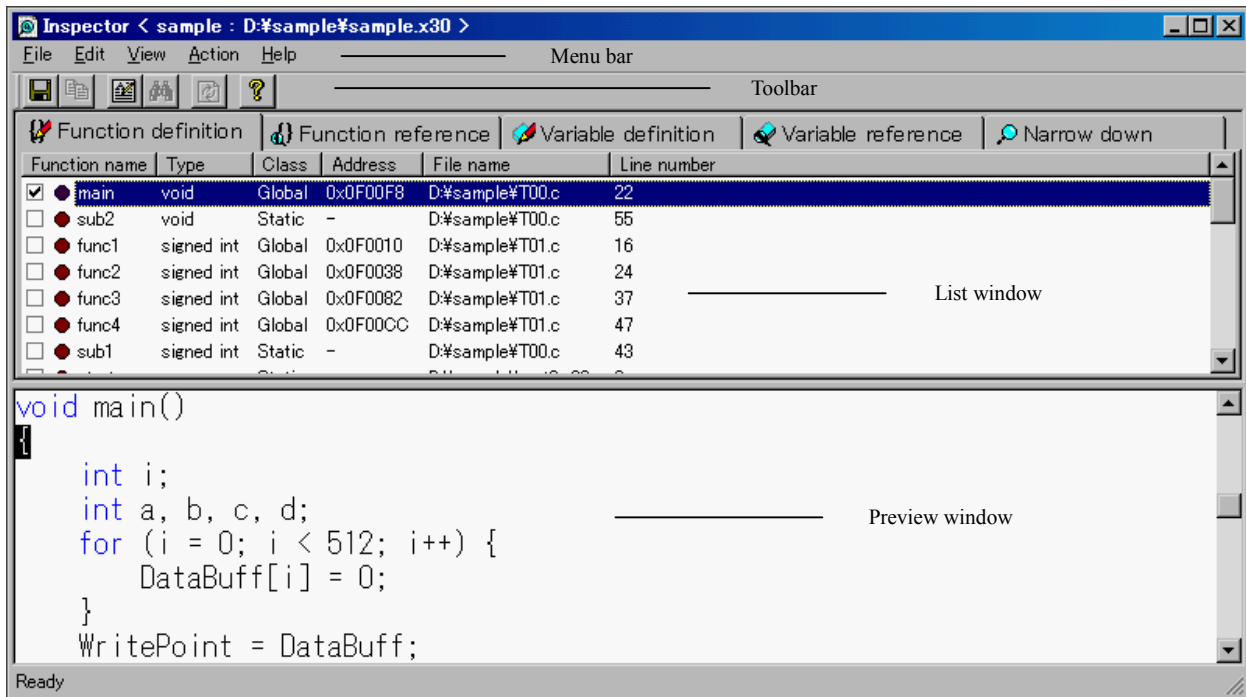 Inspector < sample : D:¥sample¥sample.x30 >
File Edit View Action Help Menu bar
Toolbar
Function definition Function reference Variable definition Variable reference Narrow down
Function name Type Class Address File name Line number
main void Global 0x0F00F8 D:¥sample¥T00.c 22
sub2 void Static - D:¥sample¥T00.c 55
func1 signed int Global 0x0F0010 D:¥sample¥T01.c 16
func2 signed int Global 0x0F0038 D:¥sample¥T01.c 24
func3 signed int Global 0x0F0082 D:¥sample¥T01.c 37 List window
func4 signed int Global 0x0F00CC D:¥sample¥T01.c 47
sub1 signed int Static - D:¥sample¥T00.c 43
void main()
{
int i;
int a, b, c, d; Preview window
for (i = 0; i < 512; i++) {
DataBuff[i] = 0;
}
WritePoint = DataBuff;
Ready